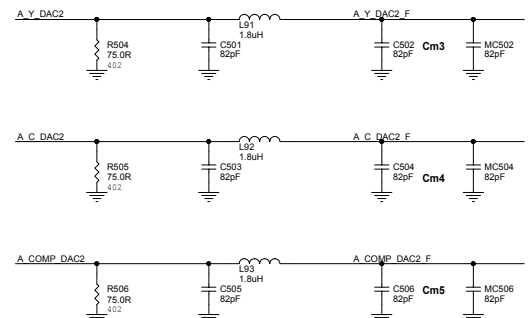 A_Y_DAC2 A_Y_DAC2_F
L91
1.8uH
R504
75.0R
402
C501
82pF
C502
82pF
Cm3
MC502
82pF
A_C_DAC2 A_C_DAC2_F
L92
1.8uH
R505
75.0R
402
C503
82pF
C504
82pF
Cm4
MC504
82pF
A_COMP_DAC2 A_COMP_DAC2_F
L93
1.8uH
R506
75.0R
402
C505
82pF
C506
82pF
Cm5
MC506
82pF